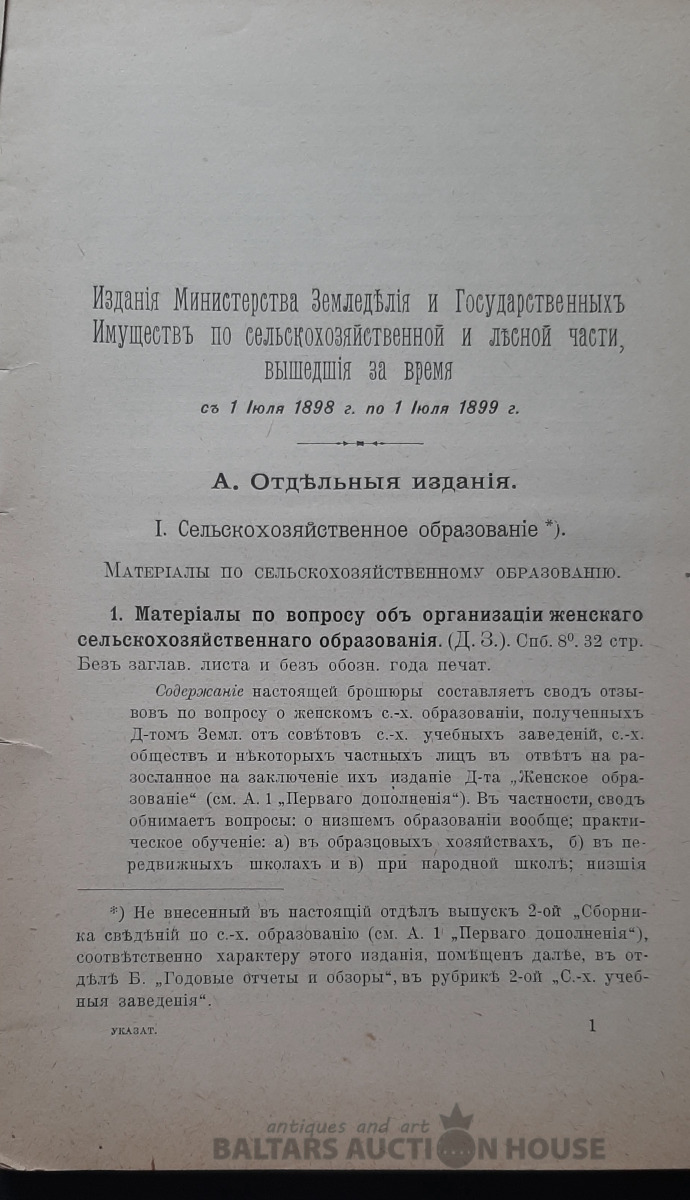 Изданія Министерства Земледѣлія и Государственныхъ
Имуществъ по сельскохозяйственной и лѣсной части,
вышедшія за время
съ 1 Іюля 1898 г. по 1 Іюля 1899 г.
А. Отдѣльныя изданія.
I. Сельскохозяйственное образованіе *).
Матеріалы по сельскохозяйственному образованію.
1. Матеріалы по вопросу объ организаціи женскаго
сельскохозяйственнаго образованія. (Д. З.). Спб. 8⁰. 32 стр.
Безъ заглав. листа и безъ обозн. года печат.
Содержаніе настоящей брошюры составляетъ сводъ отзы-
вовъ по вопросу о женскомъ с.-х. образованіи, полученныхъ
Д-томъ Земл. отъ совѣтовъ с.-х. учебныхъ заведеній, с.-х.
обществъ и нѣкоторыхъ частныхъ лицъ въ отвѣтъ на ра-
зосланное на заключеніе ихъ изданіе Д-та „Женское обра-
зованіе“ (см. А. 1 „Перваго дополненія“). Въ частности, сводъ
обнимаетъ вопросы: о низшемъ образованіи вообще; практи-
ческое обученіе: а) въ образцовыхъ хозяйствахъ, б) въ пе-
редвижныхъ школахъ и в) при народной школѣ; низшія
*) Не внесенный въ настоящій отдѣлъ выпускъ 2-ой „Сборни-
ка свѣдѣній по с.-х. образованію (см. А. 1 „Перваго дополненія“),
соотвѣтственно характеру этого изданія, помѣщенъ далѣе, въ от-
дѣлѣ Б. „Годовые отчеты и обзоры“, въ рубрикѣ 2-ой „С.-х. учеб-
ныя заведенія“.
УКАЗАТ. 1
antiques and art
BALTARS AUCTION HOUSE